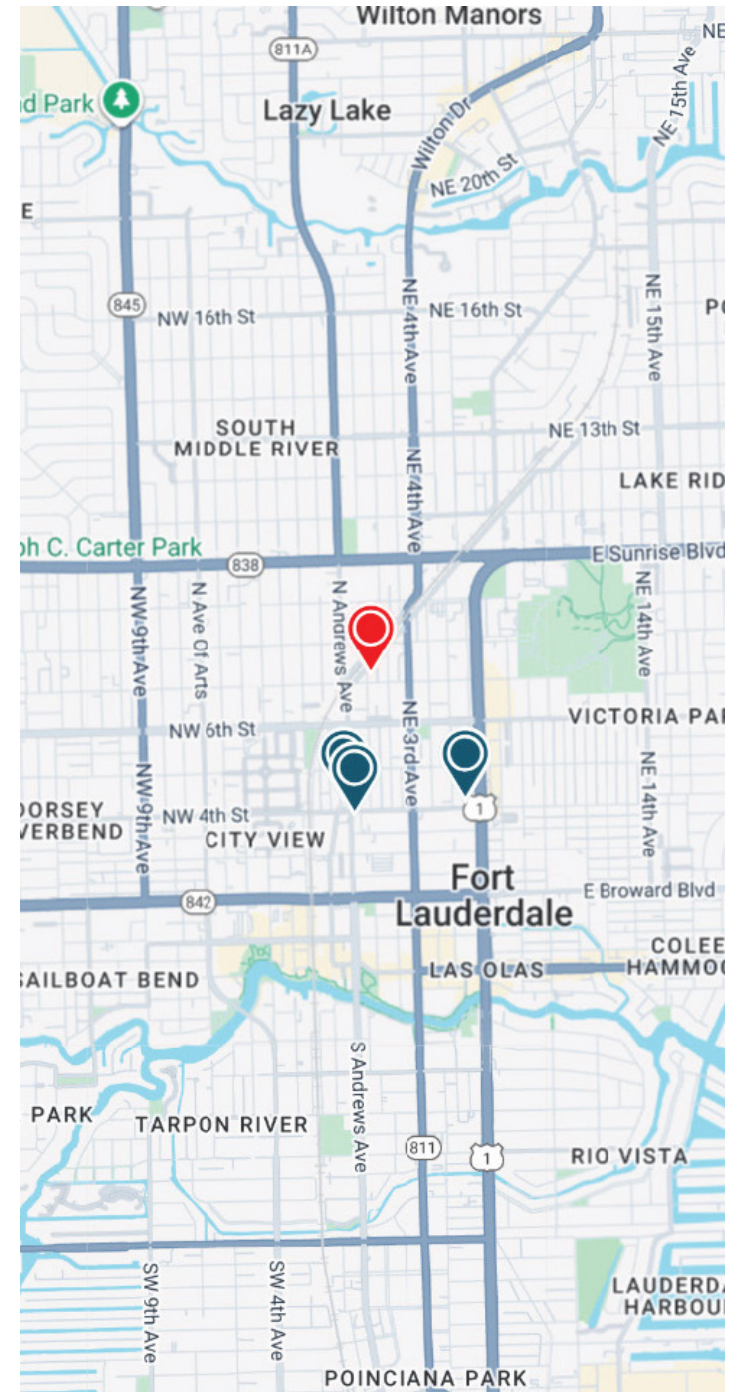 Wilton Manors
NE
811A
d Park
Lazy Lake
NE 15th Ave
Wilton Dr
NE 20th St
E
845
NW 16th St
NE 4th Ave
NE 16th St
NE 15th Ave
P
SOUTH
MIDDLE RIVER
NE 13th St
NE 4th Ave
LAKE RID
ph C. Carter Park
838
E Sunrise Blvd
NW 9th Ave
N Ave Of Arts
N Andrews Ave
NE 14th Ave
NW 6th St
NE 3rd Ave
VICTORIA PA
NW 9th Ave
NE 14th Ave
DORSEY
VERBEND
NW 4th St
1
CITY VIEW
Fort
Lauderdale
842
E Broward Blvd
COLEE
HAMMO
LAS OLAS
SAILBOAT BEND
S Andrews Ave
PARK
TARPON RIVER
811
1
RIO VISTA
SW 9th Ave
SW 4th Ave
LAUDERDA
HARBOU
POINCIANA PARK